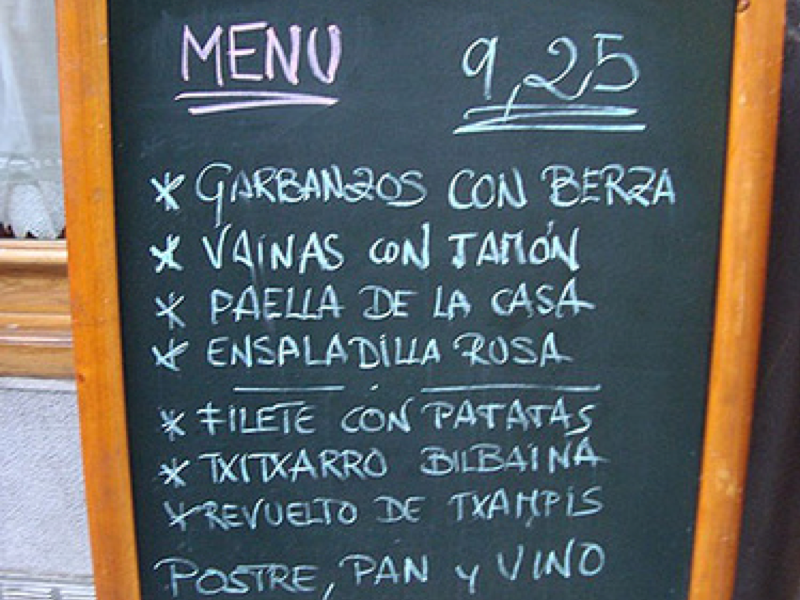 MENU 9,25
* GARBANZOS CON BERZA
* VAINAS CON JAMÓN
* PAELLA DE LA CASA
* ENSALADILLA ROSA
* FILETE CON PATATAS
* TXITXARRO BILBAINA
* REVUELTO DE TXAMPIS
POSTRE, PAN Y VINO